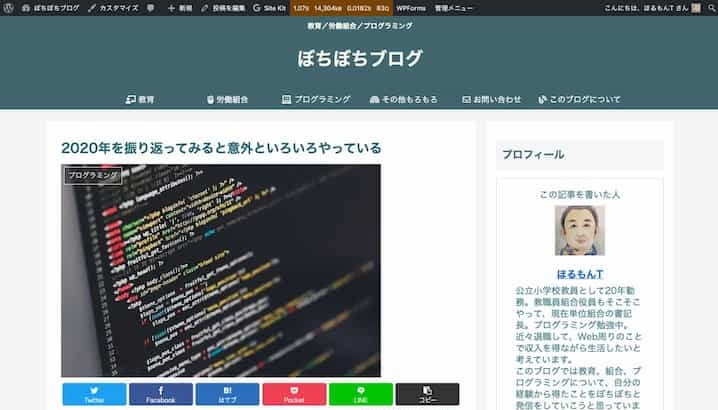 ぼちぼちブログ カスタマイズ 新規 投稿を編集 Site Kit 1.07s 14,304kB 0.0182s 83Q WPForms 管理メニュー こんにちは、ほるもんT さん
教育／労働組合／プログラミング
ぼちぼちブログ
教育 労働組合 プログラミング その他もろもろ お問い合わせ このブログについて
2020年を振り返ってみると意外といろいろやっている
プログラミング
Twitter Facebook はてブ Pocket LINE コピー
プロフィール
この記事を書いた人
ほるもんT
公立小学校教員として20年勤
務。教職員組合役員もそこそこ
やって、現在単位組合の書記
長。プログラミング勉強中。
近々退職して、Web周りのこと
で収入を得ながら生活したいと
考えています。
このブログでは教育、組合、プ
ログラミングについて、自分の
経験から得たことをぼちぼちと
発信をしていこうと思っていま